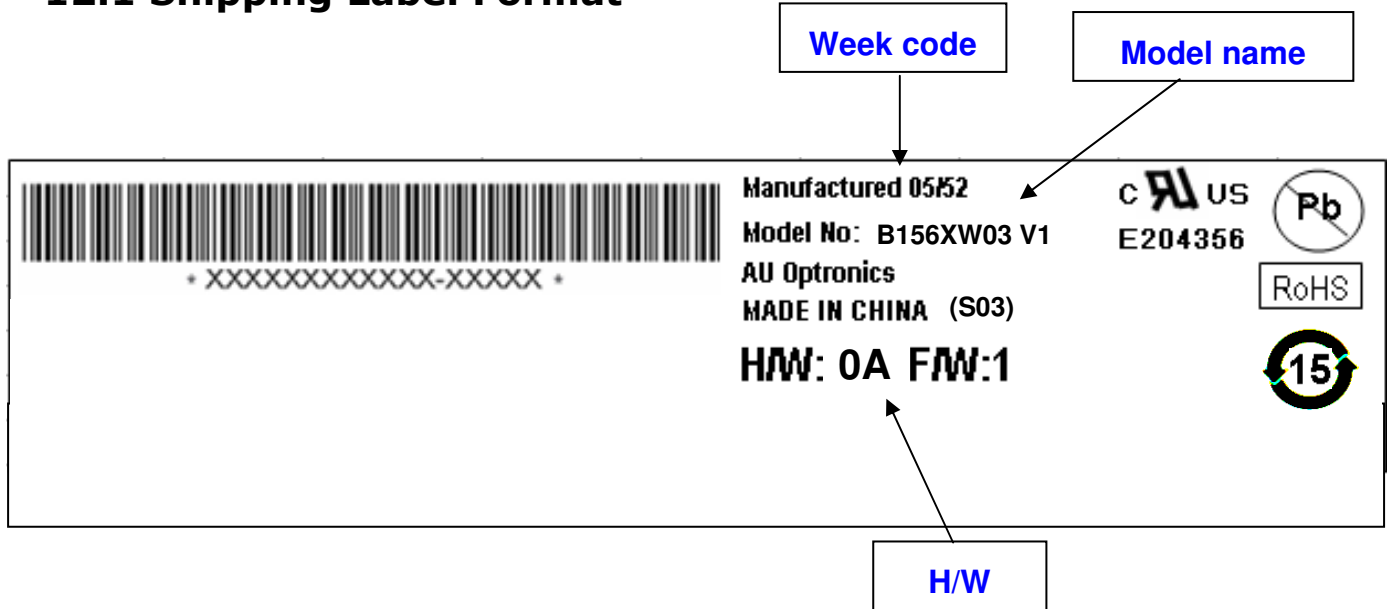 12.1 Shipping Label Format
Week code
Model name
Manufactured 05/52
Model No: B156XW03 V1
AU Optronics
MADE IN CHINA (S03)
H/W: 0A F/W:1
* XXXXXXXXXXXX-XXXXX *
c RU US
E204356
Pb
RoHS
15
H/W